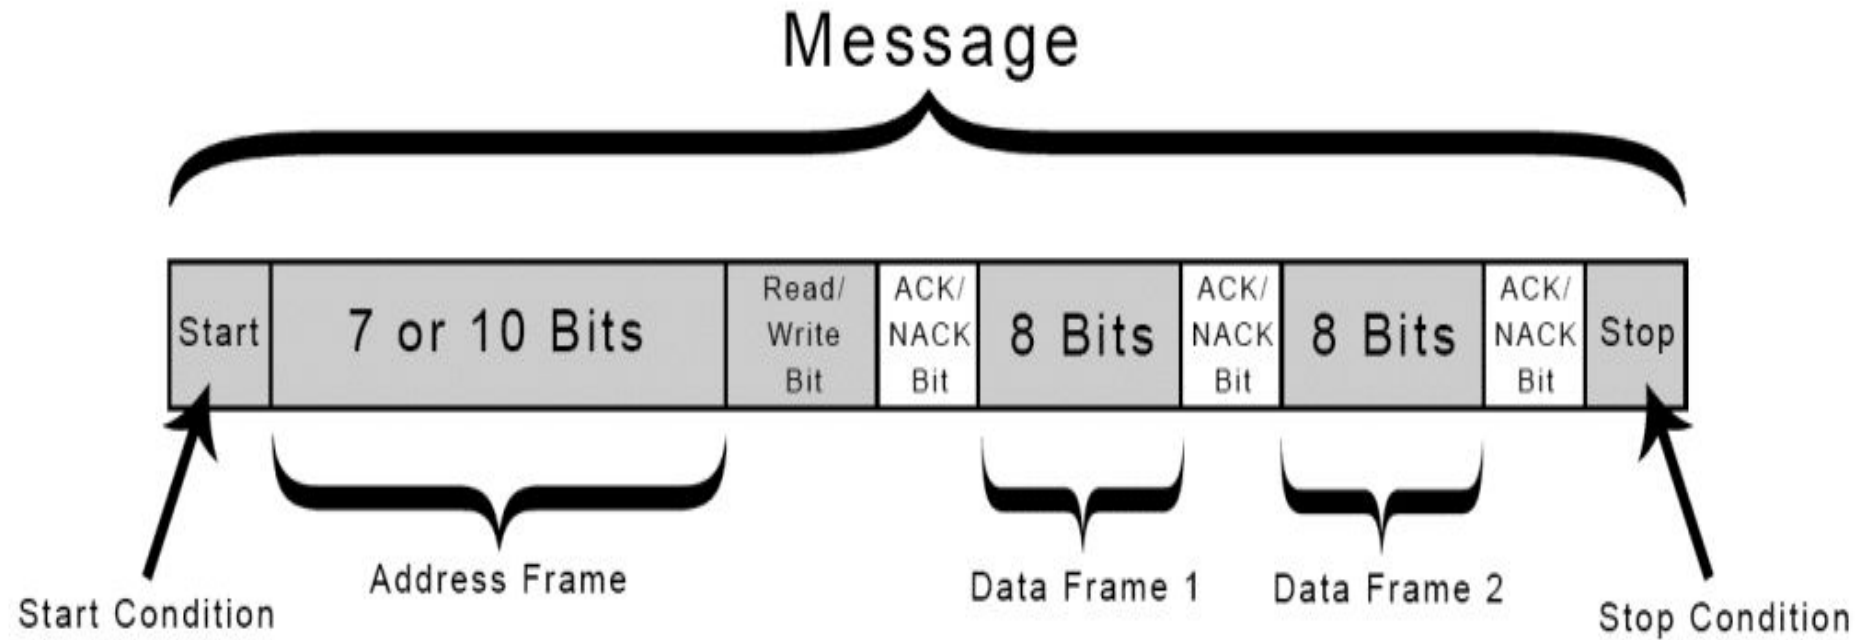 Message
Start
7 or 10 Bits
Read/
Write
Bit
ACK/
NACK
Bit
8 Bits
ACK/
NACK
Bit
8 Bits
ACK/
NACK
Bit
Stop
Start Condition
Address Frame
Data Frame 1
Data Frame 2
Stop Condition